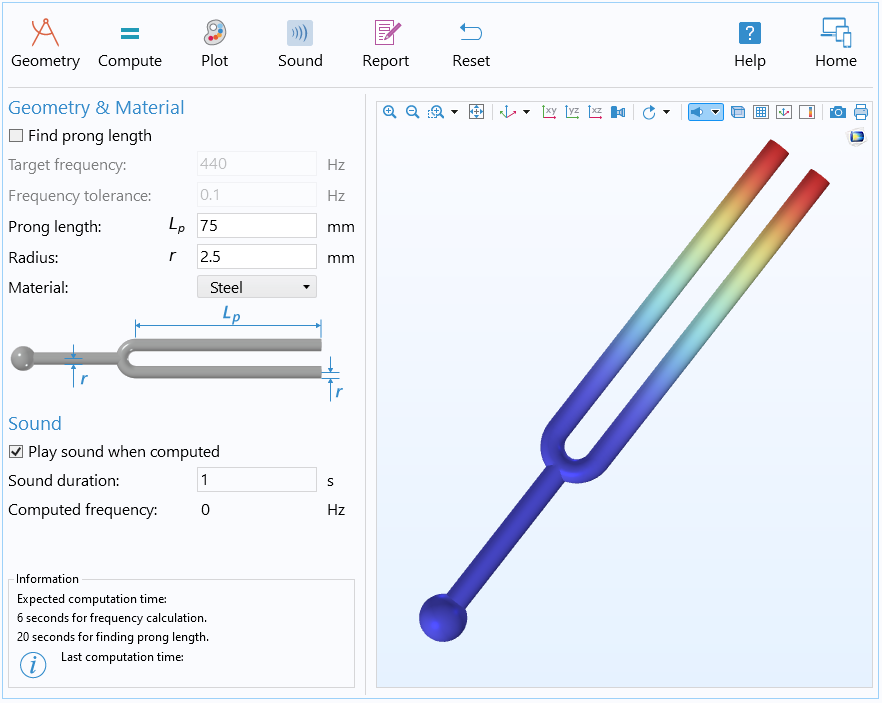 Geometry Compute Plot Sound Report Reset Help Home
Geometry & Material
Find prong length
Target frequency: 440 Hz
Frequency tolerance: 0.1 Hz
Prong length: Lp 75 mm
Radius: r 2.5 mm
Material: Steel
Lp
r
r
Sound
Play sound when computed
Sound duration: 1 s
Computed frequency: 0 Hz
Information
Expected computation time:
6 seconds for frequency calculation.
20 seconds for finding prong length.
i Last computation time:
xy yz xz
?